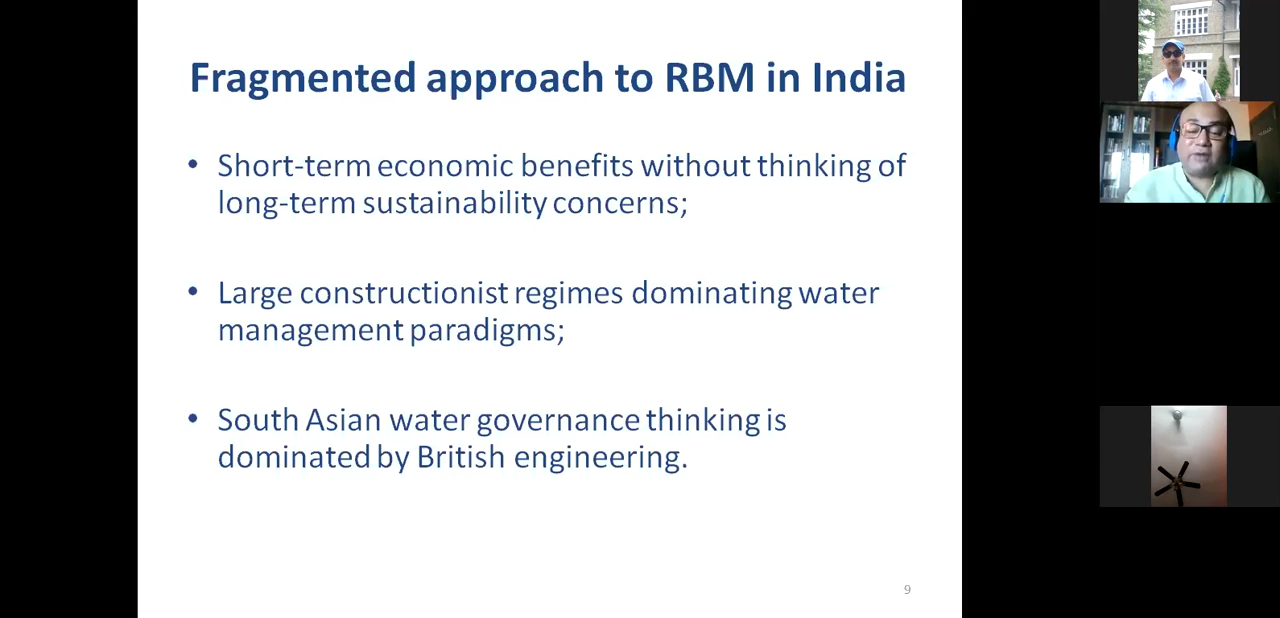 Fragmented approach to RBM in India
• Short-term economic benefits without thinking of
long-term sustainability concerns;
• Large constructionist regimes dominating water
management paradigms;
• South Asian water governance thinking is
dominated by British engineering.
9